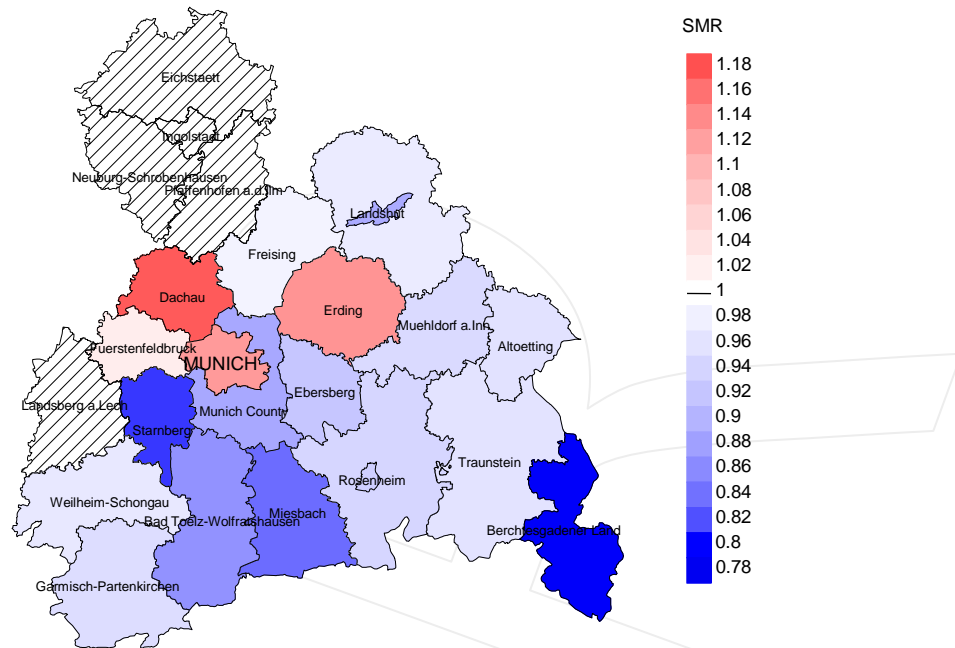 SMR
Eichstaett
Ingolstadt
Neuburg-Schrobenhausen
Pfaffenhofen a.d.Ilm
Landshut
Freising
Dachau
Erding
Muehldorf a.Inn
Altoetting
Fuerstenfeldbruck
MUNICH
Ebersberg
Landsberg a.Lech
Munich County
Starnberg
Traunstein
Rosenheim
Weilheim-Schongau
Bad Toelz-Wolfratshausen
Miesbach
Berchtesgadener Land
Garmisch-Partenkirchen
1.18
1.16
1.14
1.12
1.1
1.08
1.06
1.04
1.02
1
0.98
0.96
0.94
0.92
0.9
0.88
0.86
0.84
0.82
0.8
0.78